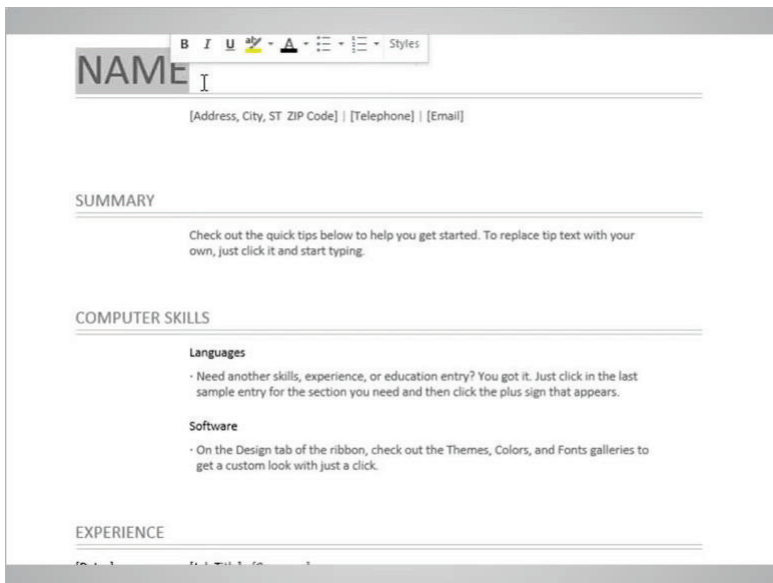 B I U aby A Styles
NAME
[Address, City, ST ZIP Code] | [Telephone] | [Email]
SUMMARY
Check out the quick tips below to help you get started. To replace tip text with your
own, just click it and start typing.
COMPUTER SKILLS
Languages
· Need another skills, experience, or education entry? You got it. Just click in the last
sample entry for the section you need and then click the plus sign that appears.
Software
· On the Design tab of the ribbon, check out the Themes, Colors, and Fonts galleries to
get a custom look with just a click.
EXPERIENCE